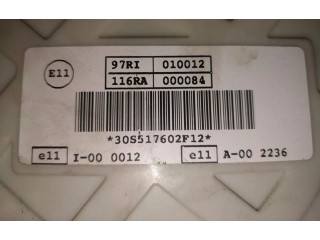 E11
97RI 010012
116RA 000084
*30S517602F12*
e11 I-00 0012 e11 A-00 2236